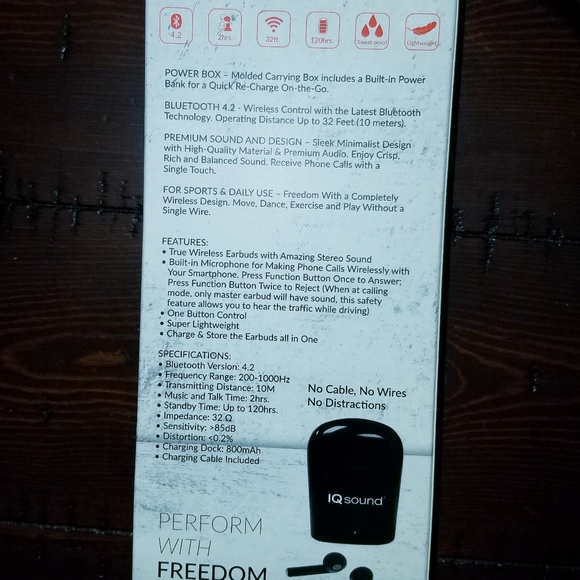 4.2
2hrs.
32ft.
120hrs.
Sweat-proof
Lightweight
POWER BOX – Molded Carrying Box includes a Built-in Power
Bank for a Quick Re-Charge On-the-Go.
BLUETOOTH 4.2 - Wireless Control with the Latest Bluetooth
Technology. Operating Distance Up to 32 Feet (10 meters).
PREMIUM SOUND AND DESIGN – Sleek Minimalist Design
with High-Quality Material & Premium Audio. Enjoy Crisp,
Rich and Balanced Sound. Receive Phone Calls with a
Single Touch.
FOR SPORTS & DAILY USE – Freedom With a Completely
Wireless Design. Move, Dance, Exercise and Play Without a
Single Wire.
FEATURES:
• True Wireless Earbuds with Amazing Stereo Sound
• Built-in Microphone for Making Phone Calls Wirelessly with
Your Smartphone. Press Function Button Once to Answer;
Press Function Button Twice to Reject (When at calling
mode, only master earbud will have sound, this safety
feature allows you to hear the traffic while driving)
• One Button Control
• Super Lightweight
• Charge & Store the Earbuds all in One
SPECIFICATIONS:
• Bluetooth Version: 4.2
• Frequency Range: 200-1000Hz
• Transmitting Distance: 10M
• Music and Talk Time: 2hrs.
• Standby Time: Up to 120hrs.
• Impedance: 32 Ω
• Sensitivity: >85dB
• Distortion: <0.2%
• Charging Dock: 800mAh
• Charging Cable Included
No Cable, No Wires
No Distractions
IQ sound
PERFORM
WITH
FREEDOM